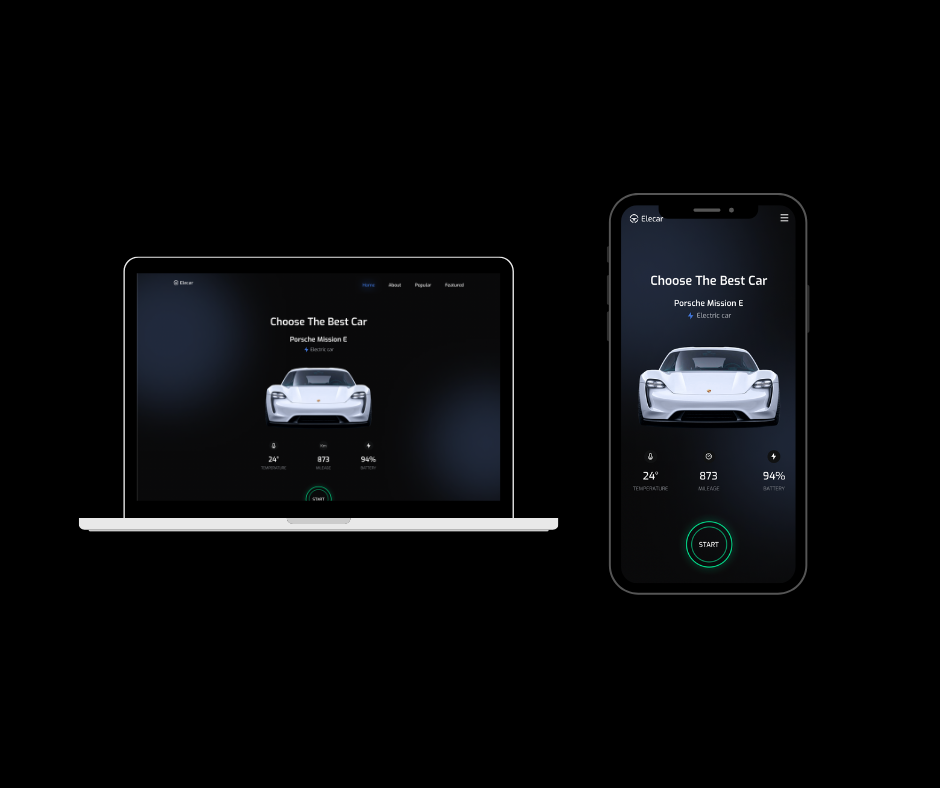 Elecar
Home About Popular Featured
Choose The Best Car
Porsche Mission E
Electric car
24°
TEMPERATURE
873
MILEAGE
94%
BATTERY
START
Elecar
Choose The Best Car
Porsche Mission E
Electric car
24°
TEMPERATURE
873
MILEAGE
94%
BATTERY
START